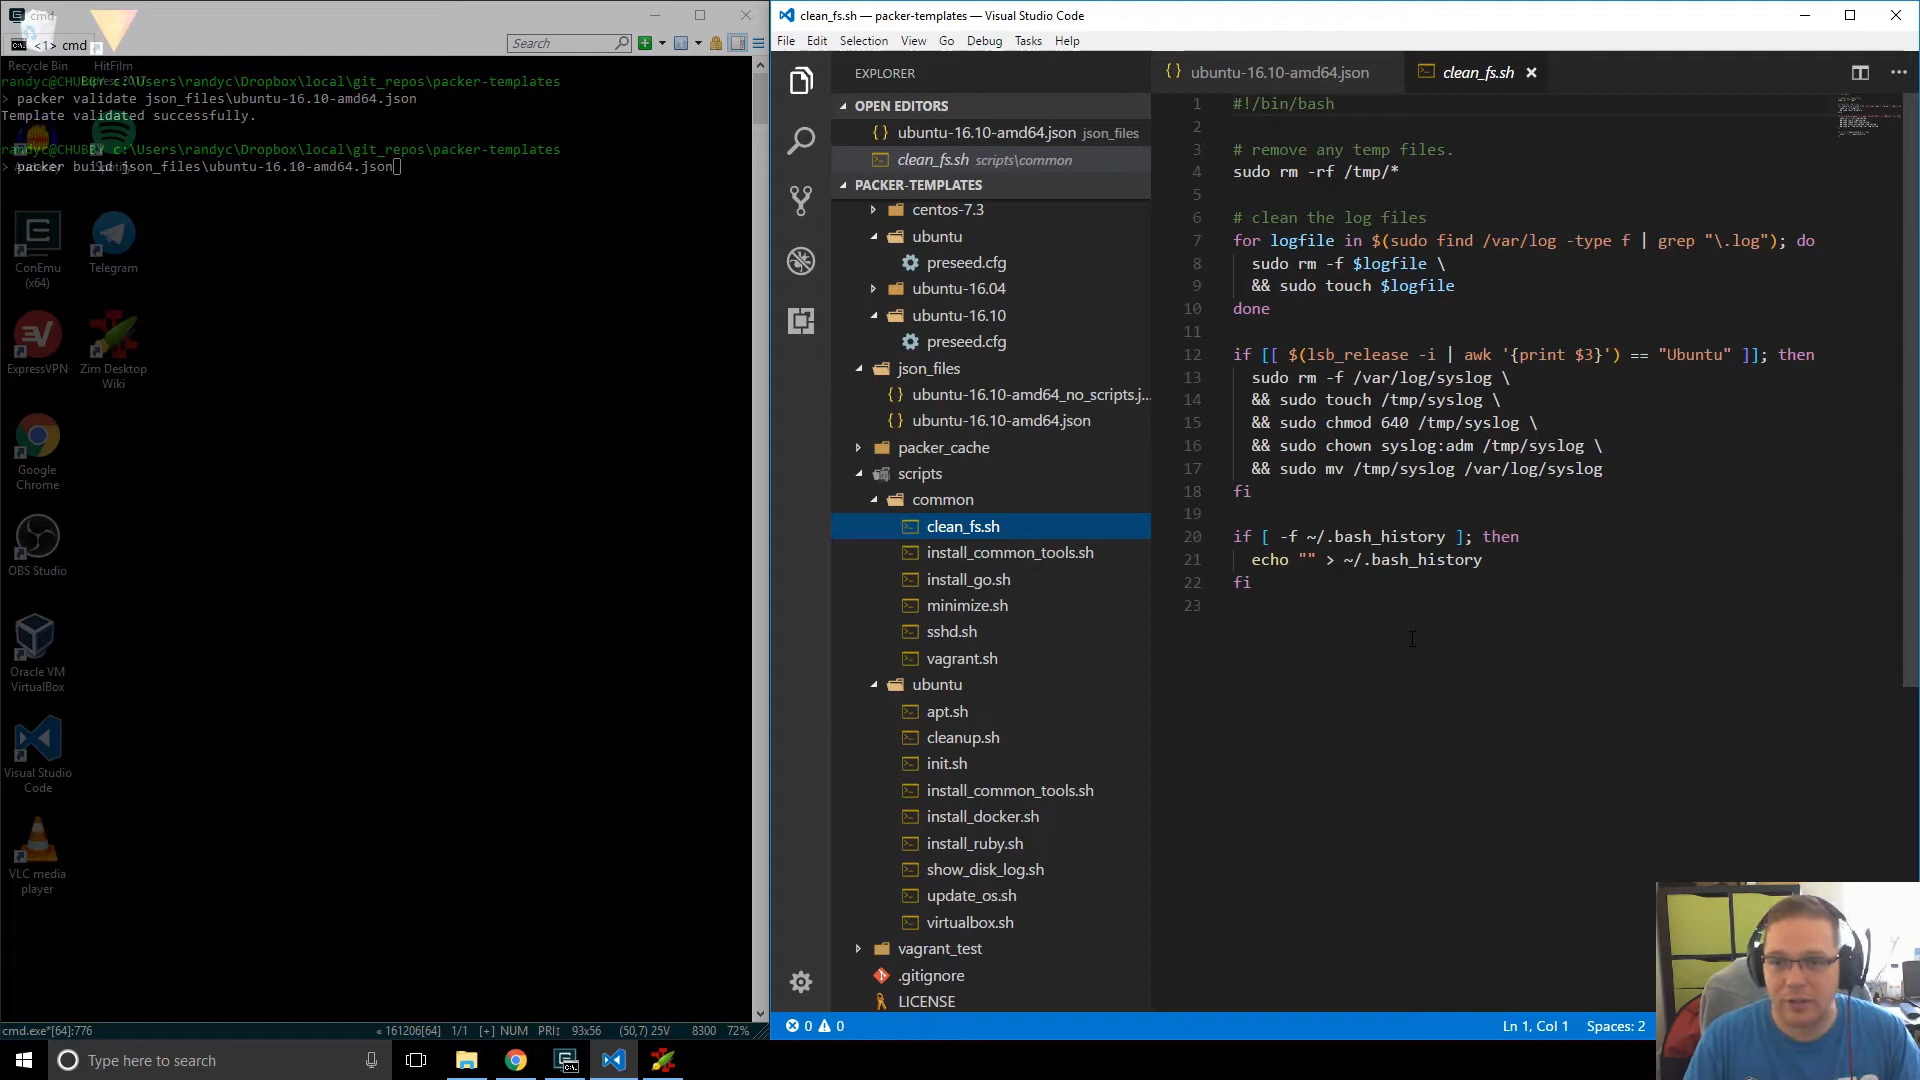 cmd
<1> cmd
Search
Recycle Bin
HitFilm
randyc@CHUBBY c:\Users\randyc\Dropbox\local\git_repos\packer-templates
> packer validate json_files\ubuntu-16.10-amd64.json
Template validated successfully.
randyc@CHUBBY c:\Users\randyc\Dropbox\local\git_repos\packer-templates
> packer build json_files\ubuntu-16.10-amd64.json
ConEmu (x64)
Telegram
ExpressVPN
Zim Desktop Wiki
Google Chrome
OBS Studio
Oracle VM VirtualBox
Visual Studio Code
VLC media player
cmd.exe*[64]:776
« 161206[64] 1/1 [+] NUM PRI↕ 93x56 (50,7) 25V 8300 72%
Type here to search
clean_fs.sh — packer-templates — Visual Studio Code
File Edit Selection View Go Debug Tasks Help
EXPLORER
OPEN EDITORS
{} ubuntu-16.10-amd64.json json_files
clean_fs.sh scripts\common
PACKER-TEMPLATES
centos-7.3
ubuntu
preseed.cfg
ubuntu-16.04
ubuntu-16.10
preseed.cfg
json_files
{} ubuntu-16.10-amd64_no_scripts.j...
{} ubuntu-16.10-amd64.json
packer_cache
scripts
common
clean_fs.sh
install_common_tools.sh
install_go.sh
minimize.sh
sshd.sh
vagrant.sh
ubuntu
apt.sh
cleanup.sh
init.sh
install_common_tools.sh
install_docker.sh
install_ruby.sh
show_disk_log.sh
update_os.sh
virtualbox.sh
vagrant_test
.gitignore
LICENSE
{} ubuntu-16.10-amd64.json
clean_fs.sh
1 #!/bin/bash
2
3 # remove any temp files.
4 sudo rm -rf /tmp/*
5
6 # clean the log files
7 for logfile in $(sudo find /var/log -type f | grep "\.log"); do
8 sudo rm -f $logfile \
9 && sudo touch $logfile
10 done
11
12 if [[ $(lsb_release -i | awk '{print $3}') == "Ubuntu" ]]; then
13 sudo rm -f /var/log/syslog \
14 && sudo touch /tmp/syslog \
15 && sudo chmod 640 /tmp/syslog \
16 && sudo chown syslog:adm /tmp/syslog \
17 && sudo mv /tmp/syslog /var/log/syslog
18 fi
19
20 if [ -f ~/.bash_history ]; then
21 echo "" > ~/.bash_history
22 fi
23
0 0
Ln 1, Col 1 Spaces: 2